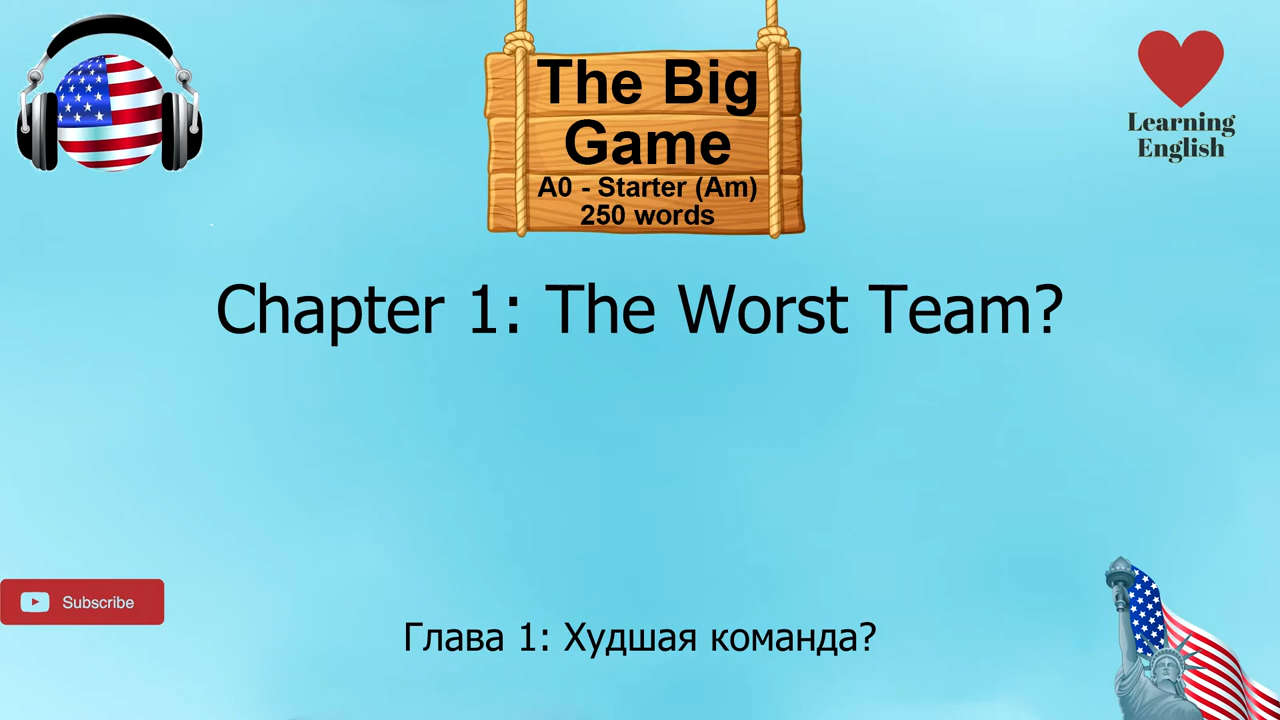 The Big
Game
A0 - Starter (Am)
250 words
Learning
English
Chapter 1: The Worst Team?
Subscribe
Глава 1: Худшая команда?